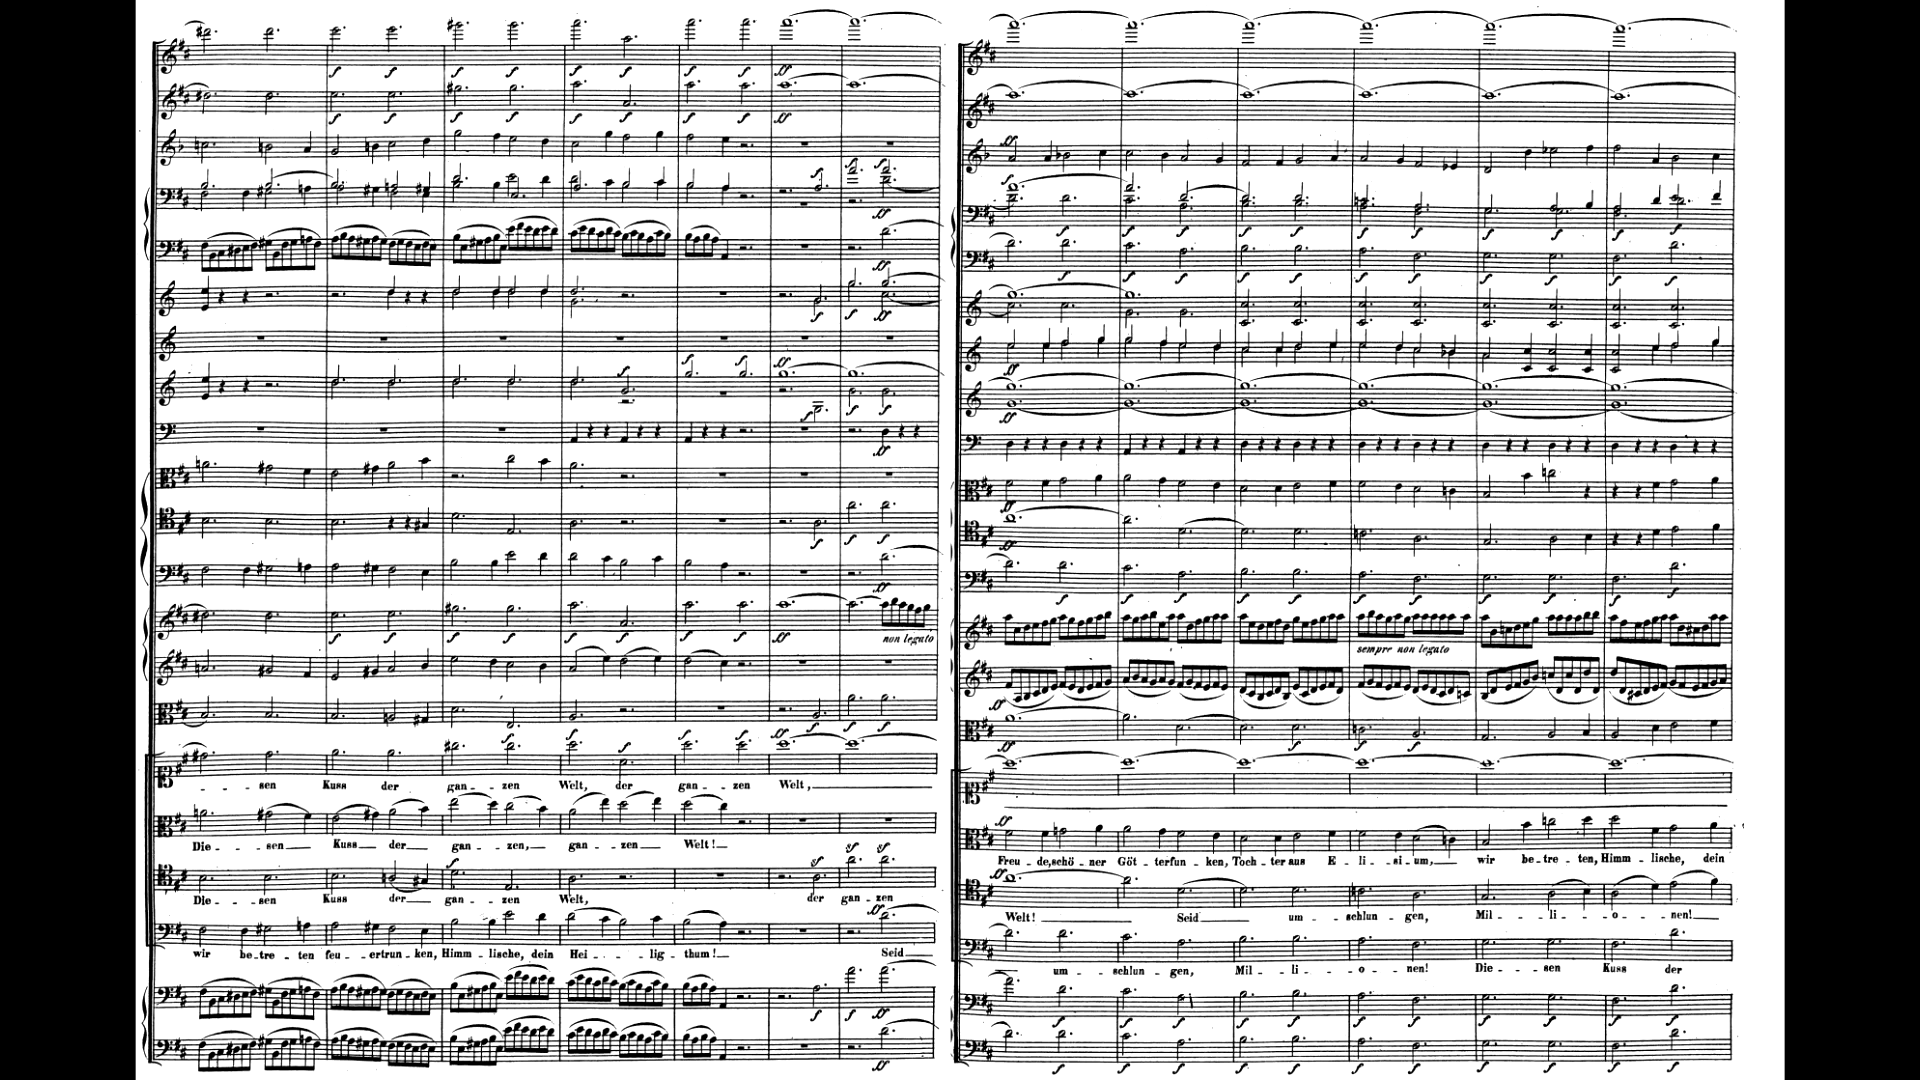 non legato
- - sen Kuss der gan - zen Welt, der gan - zen Welt,
Die - - sen Kuss der gan - zen, gan - zen Welt!
Die - - sen Kuss der gan - zen Welt, der gan - zen
wir be - tre - ten feu - ertrun - ken, Himm - lische, dein Hei - - lig - thum! Seid
sempre non legato
Freu - de, schö - ner Göt - terfun - ken, Toch - ter aus E - li - si - um, wir be - tre - ten, Himm - lische, dein
Welt! Seid um - schlun - gen, Mil - li - o - nen!
um - schlun - gen, Mil - li - o - nen! Die - - sen Kuss der